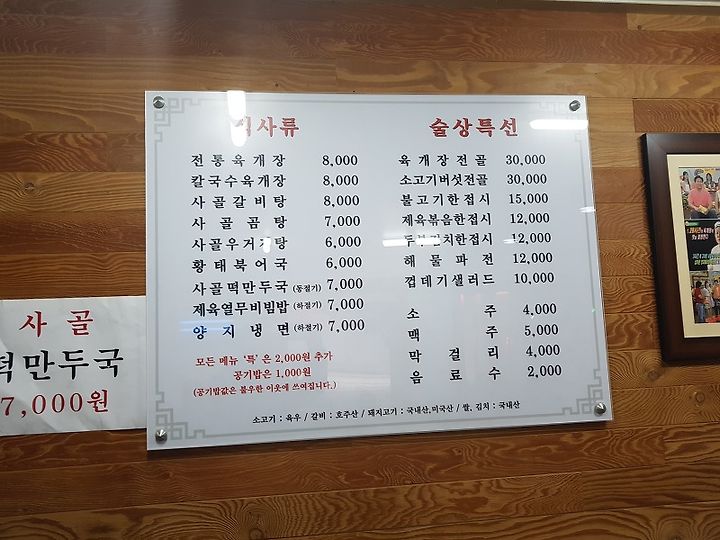 식사류
전통육개장 8,000
칼국수육개장 8,000
사골갈비탕 8,000
사골곰탕 7,000
사골우거지탕 6,000
황태북어국 6,000
사골떡만두국 (동절기) 7,000
제육열무비빔밥 (하절기) 7,000
양지냉면 (하절기) 7,000
모든 메뉴 '특' 은 2,000원 추가
공기밥은 1,000원
(공기밥값은 불우한 이웃에 쓰여집니다.)
술상특선
육개장전골 30,000
소고기버섯전골 30,000
불고기한접시 15,000
제육볶음한접시 12,000
두부김치한접시 12,000
해물파전 12,000
껍데기샐러드 10,000
소주 4,000
맥주 5,000
막걸리 4,000
음료수 2,000
소고기 : 육우 / 갈비 : 호주산 / 돼지고기 : 국내산,미국산 / 쌀, 김치 : 국내산
사골
떡만두국
7,000원